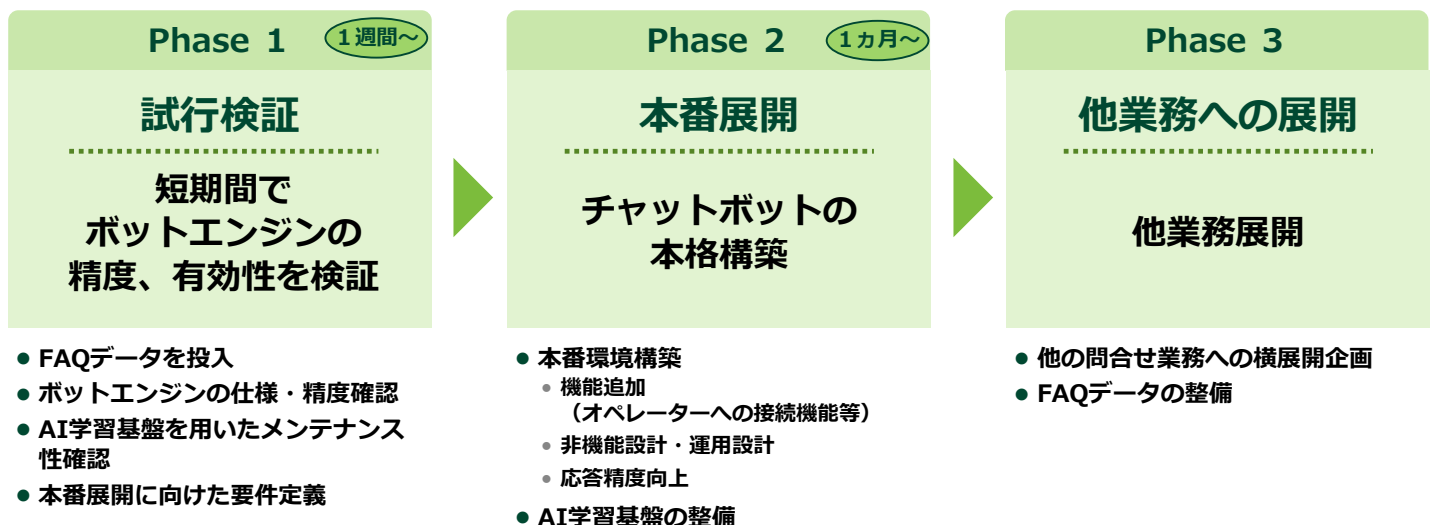 Phase 1
1週間～
試行検証
短期間で
ボットエンジンの
精度、有効性を検証
● FAQデータを投入
● ボットエンジンの仕様・精度確認
● AI学習基盤を用いたメンテナンス
性確認
● 本番展開に向けた要件定義
Phase 2
1ヵ月～
本番展開
チャットボットの
本格構築
● 本番環境構築
● 機能追加
（オペレーターへの接続機能等）
● 非機能設計・運用設計
● 応答精度向上
● AI学習基盤の整備
Phase 3
他業務への展開
他業務展開
● 他の問合せ業務への横展開企画
● FAQデータの整備